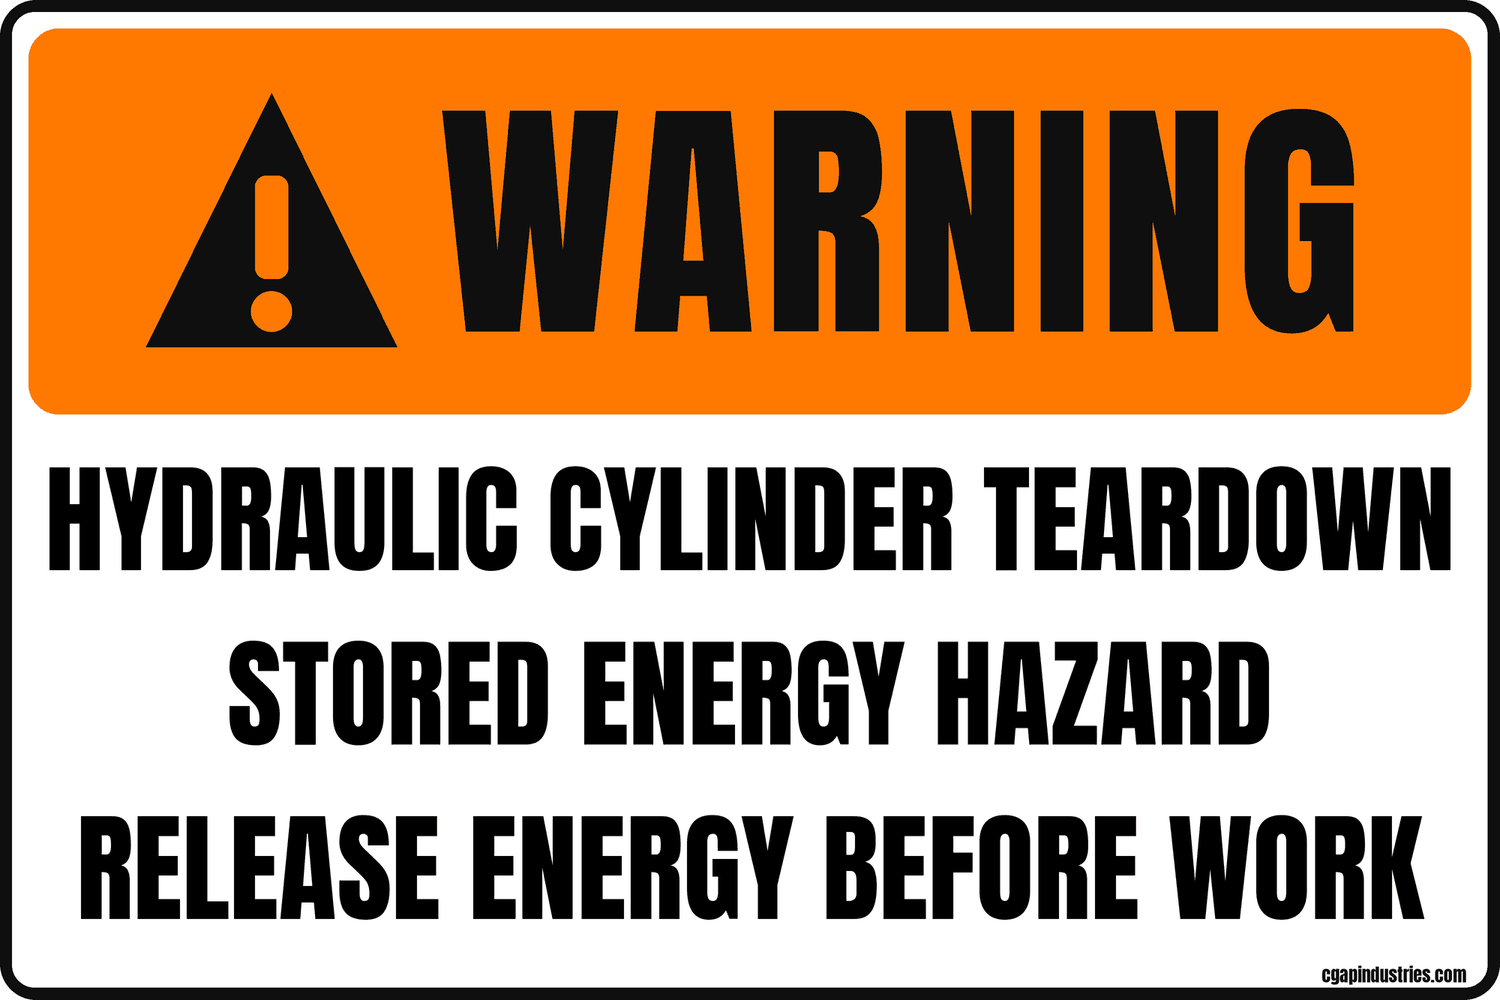 WARNING
HYDRAULIC CYLINDER TEARDOWN
STORED ENERGY HAZARD
RELEASE ENERGY BEFORE WORK
cgapindustries.com